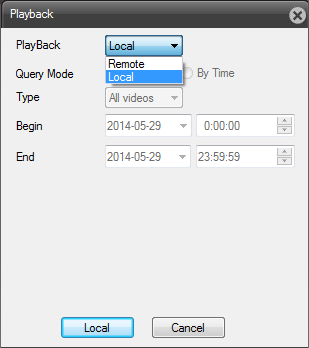 Playback
PlayBack Local
Remote
Local
Query Mode By Time
Type All videos
Begin 2014-05-29 0:00:00
End 2014-05-29 23:59:59
Local Cancel